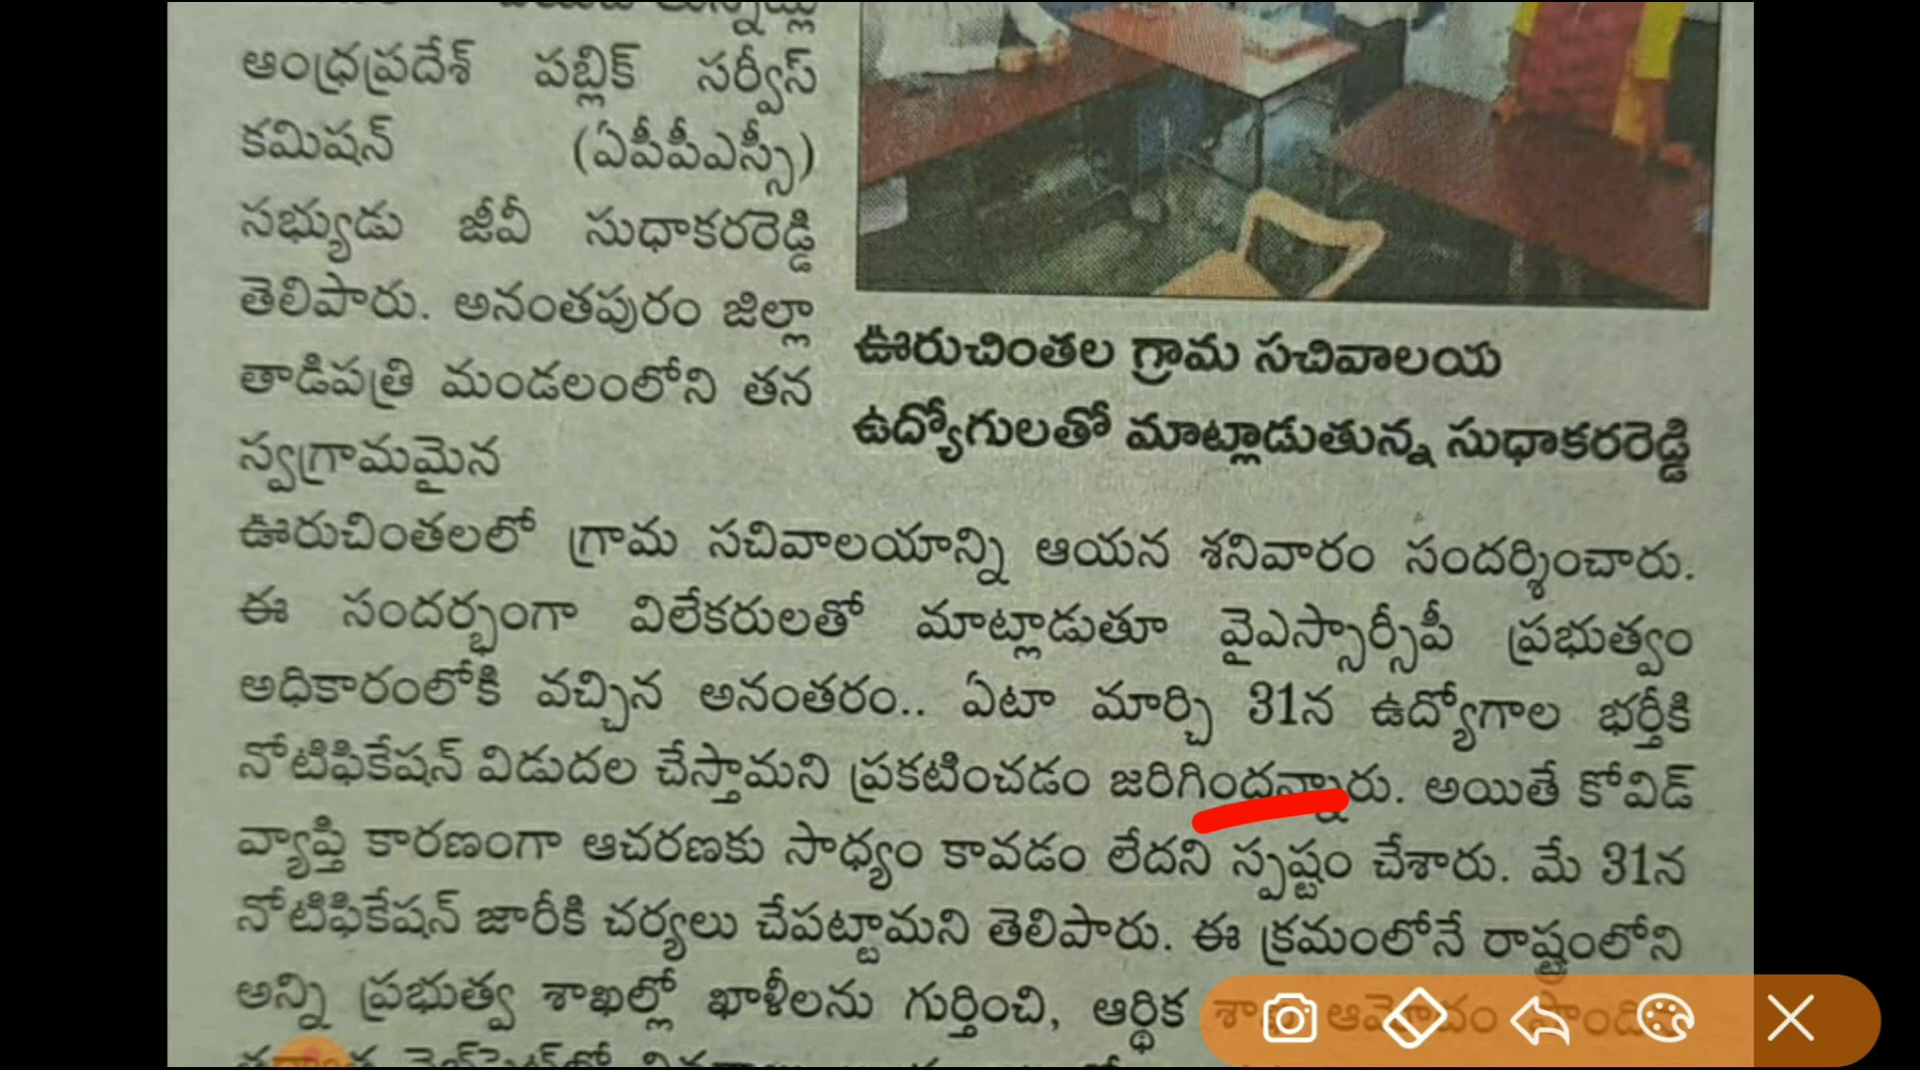 ఆంధ్రప్రదేశ్ పబ్లిక్ సర్వీస్
కమిషన్ (ఏపీపీఎస్సీ)
సభ్యుడు జీవీ సుధాకరరెడ్డి
తెలిపారు. అనంతపురం జిల్లా
తాడిపత్రి మండలంలోని తన
స్వగ్రామమైన
ఊరుచింతల గ్రామ సచివాలయ
ఉద్యోగులతో మాట్లాడుతున్న సుధాకరరెడ్డి
ఊరుచింతలలో గ్రామ సచివాలయాన్ని ఆయన శనివారం సందర్శించారు.
ఈ సందర్భంగా విలేకరులతో మాట్లాడుతూ వైఎస్సార్సీపీ ప్రభుత్వం
అధికారంలోకి వచ్చిన అనంతరం.. ఏటా మార్చి 31న ఉద్యోగాల భర్తీకి
నోటిఫికేషన్ విడుదల చేస్తామని ప్రకటించడం జరిగిందన్నారు. అయితే కోవిడ్
వ్యాప్తి కారణంగా ఆచరణకు సాధ్యం కావడం లేదని స్పష్టం చేశారు. మే 31న
నోటిఫికేషన్ జారీకి చర్యలు చేపట్టామని తెలిపారు. ఈ క్రమంలోనే రాష్ట్రంలోని
అన్ని ప్రభుత్వ శాఖల్లో ఖాళీలను గుర్తించి, ఆర్థిక